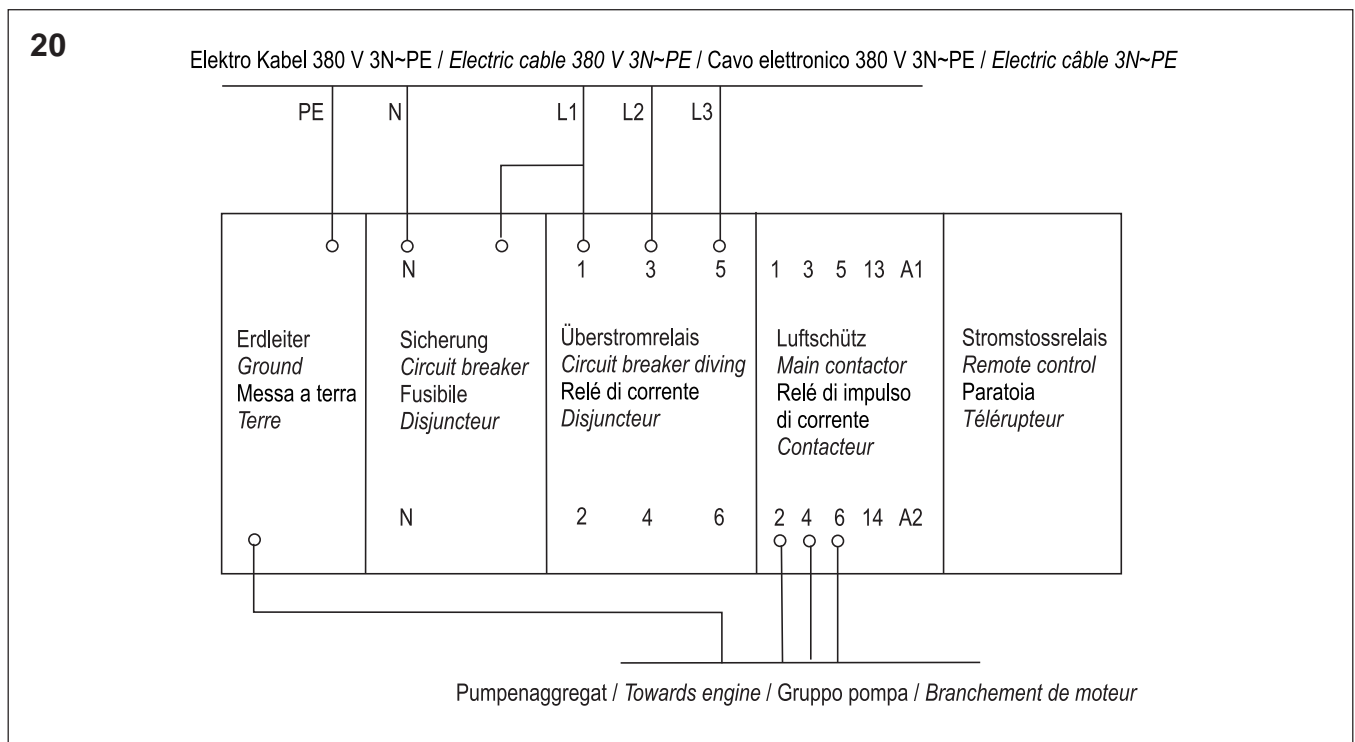 20
Elektro Kabel 380 V 3N~PE / Electric cable 380 V 3N~PE / Cavo elettronico 380 V 3N~PE / Electric câble 3N~PE
PE N L1 L2 L3
N 1 3 5 1 3 5 13 A1
Erdleiter
Ground
Messa a terra
Terre
Sicherung
Circuit breaker
Fusibile
Disjuncteur
Überstromrelais
Circuit breaker diving
Relé di corrente
Disjuncteur
Luftschütz
Main contactor
Relé di impulso
di corrente
Contacteur
Stromstossrelais
Remote control
Paratoia
Télérupteur
N 2 4 6 2 4 6 14 A2
Pumpenaggregat / Towards engine / Gruppo pompa / Branchement de moteur